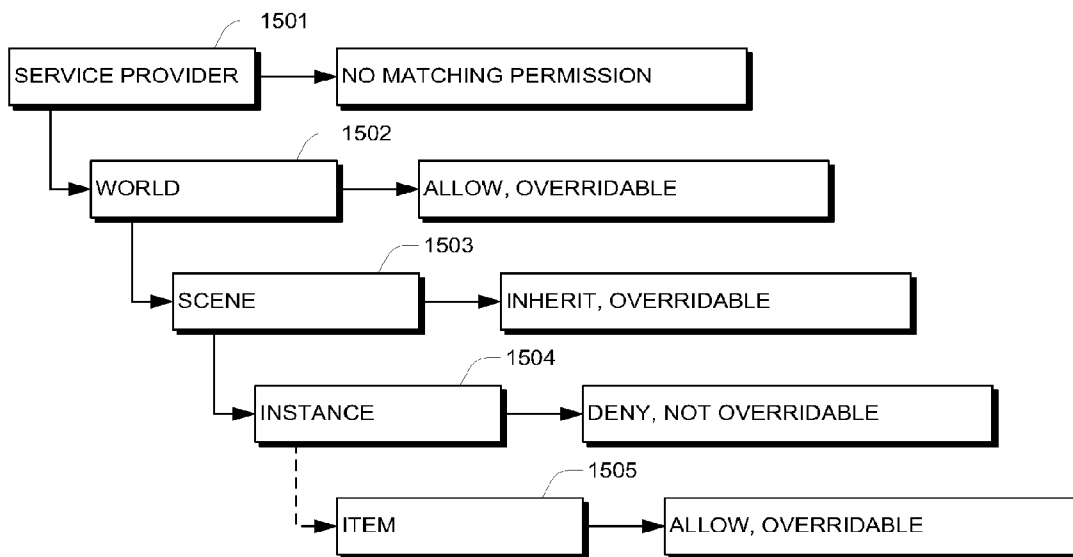 1501
SERVICE PROVIDER
NO MATCHING PERMISSION
1502
WORLD
ALLOW, OVERRIDABLE
1503
SCENE
INHERIT, OVERRIDABLE
1504
INSTANCE
DENY, NOT OVERRIDABLE
1505
ITEM
ALLOW, OVERRIDABLE